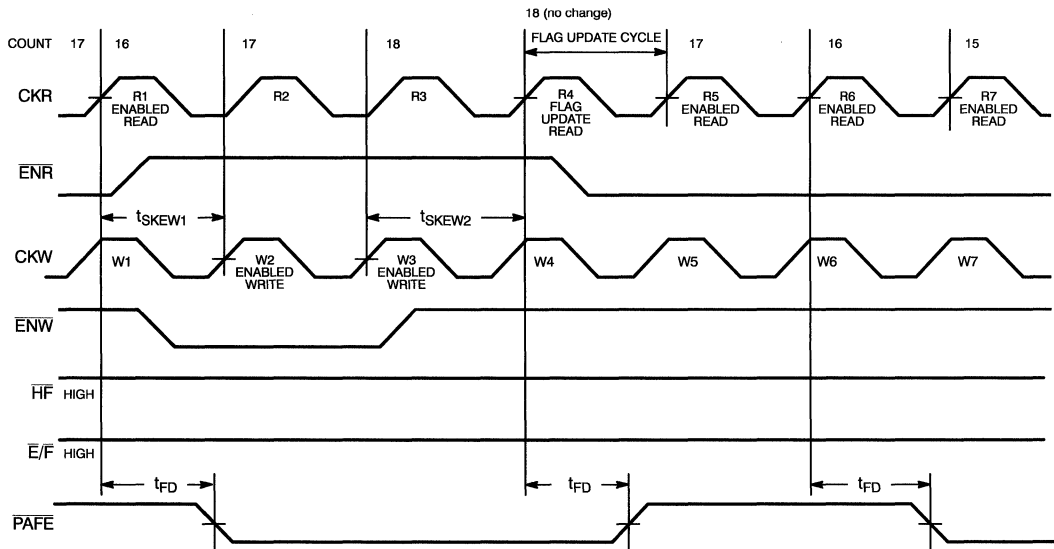 18 (no change)
COUNT 17 16 17 18 FLAG UPDATE CYCLE 17 16 15
CKR
R1 ENABLED READ
R2
R3
R4 FLAG UPDATE READ
R5 ENABLED READ
R6 ENABLED READ
R7 ENABLED READ
ENR
tSKEW1
tSKEW2
CKW
W1
W2 ENABLED WRITE
W3 ENABLED WRITE
W4
W5
W6
W7
ENW
HF HIGH
E/F HIGH
tFD
tFD
tFD
PAFE